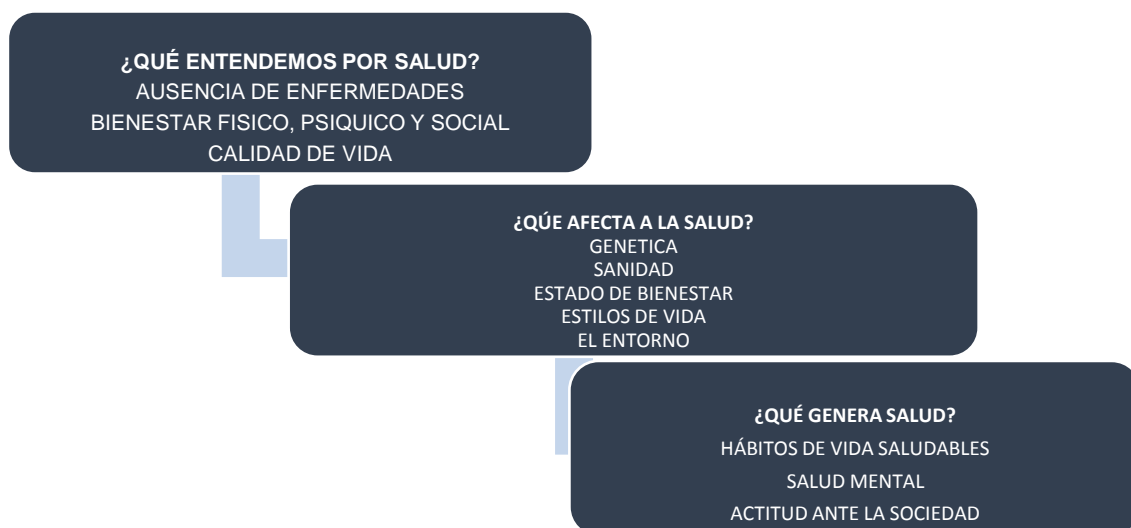 ¿QUÉ ENTENDEMOS POR SALUD?
AUSENCIA DE ENFERMEDADES
BIENESTAR FISICO, PSIQUICO Y SOCIAL
CALIDAD DE VIDA
¿QÚE AFECTA A LA SALUD?
GENETICA
SANIDAD
ESTADO DE BIENESTAR
ESTILOS DE VIDA
EL ENTORNO
¿QUÉ GENERA SALUD?
HÁBITOS DE VIDA SALUDABLES
SALUD MENTAL
ACTITUD ANTE LA SOCIEDAD